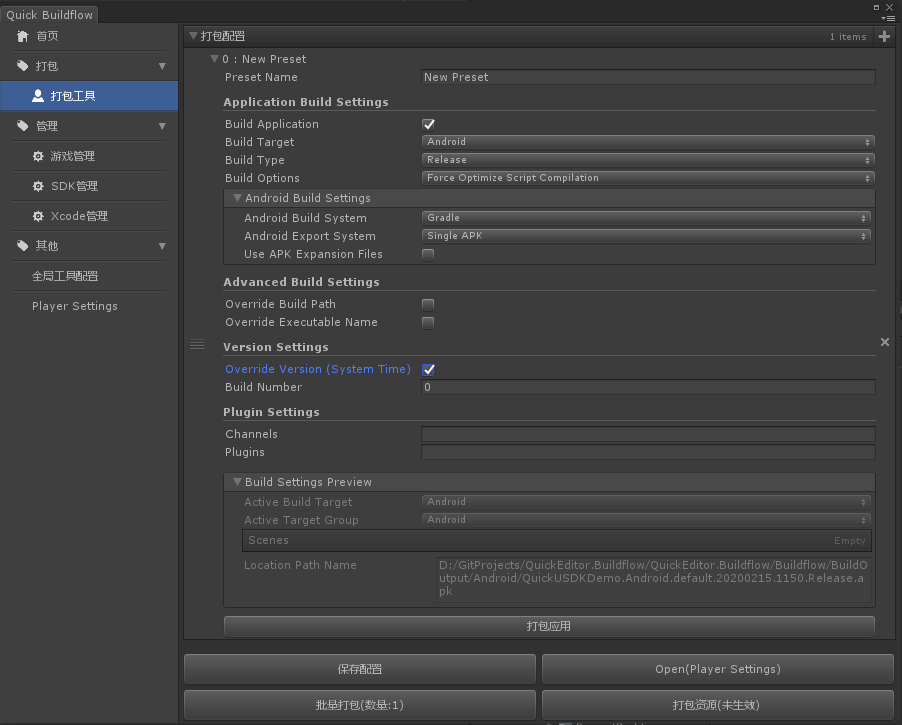 Quick Buildflow
首页
打包
打包工具
管理
游戏管理
SDK管理
Xcode管理
其他
全局工具配置
Player Settings
打包配置 1 items
0 : New Preset
Preset Name New Preset
Application Build Settings
Build Application
Build Target Android
Build Type Release
Build Options Force Optimize Script Compilation
Android Build Settings
Android Build System Gradle
Android Export System Single APK
Use APK Expansion Files
Advanced Build Settings
Override Build Path
Override Executable Name
Version Settings
Override Version (System Time)
Build Number 0
Plugin Settings
Channels
Plugins
Build Settings Preview
Active Build Target Android
Active Target Group Android
Scenes Empty
Location Path Name D:/GitProjects/QuickEditor.Buildflow/QuickEditor.Buildflow/Buildflow/BuildO
utput/Android/QuickUSDKDemo.Android.default.20200215.1150.Release.a
pk
打包应用
保存配置 Open(Player Settings)
批量打包(数量:1) 打包资源(未生效)